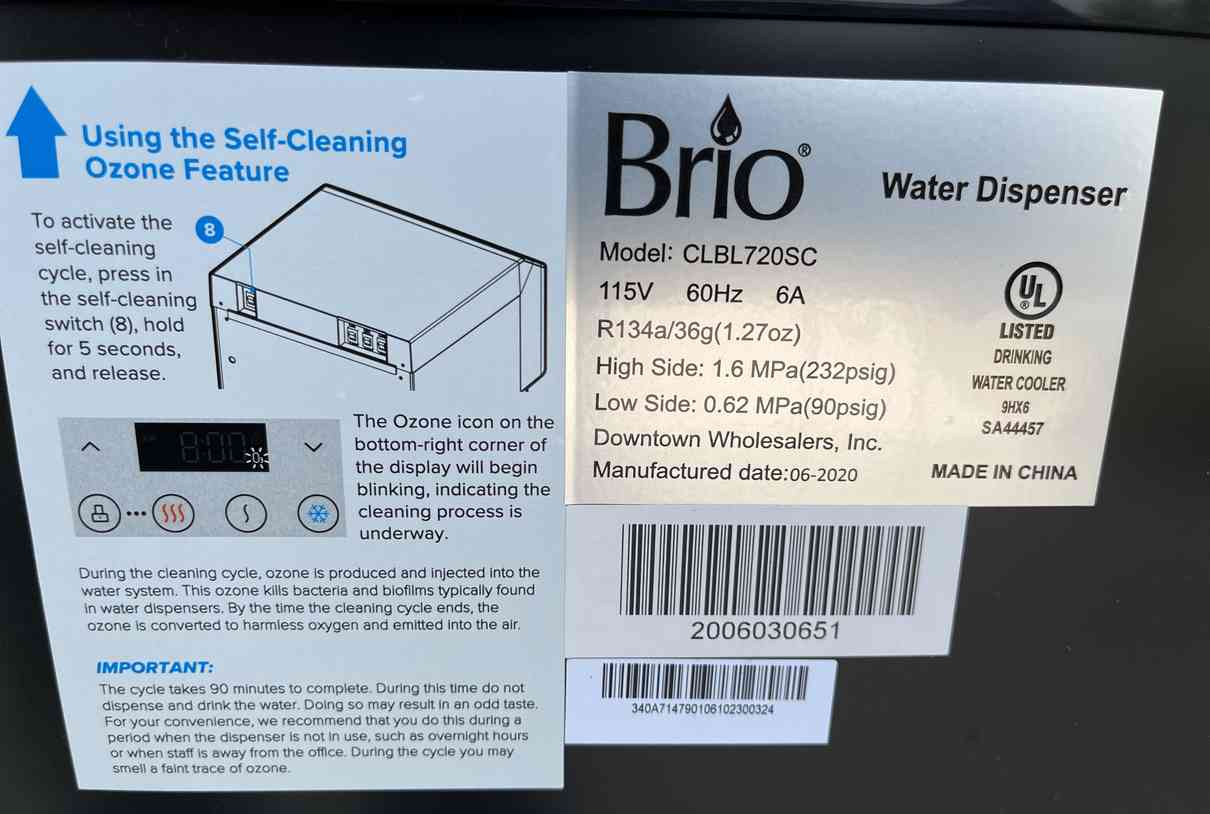 Using the Self-Cleaning
Ozone Feature
To activate the
self-cleaning
cycle, press in
the self-cleaning
switch (8), hold
for 5 seconds,
and release.
8
8:00
O₃
The Ozone icon on the
bottom-right corner of
the display will begin
blinking, indicating the
cleaning process is
underway.
During the cleaning cycle, ozone is produced and injected into the
water system. This ozone kills bacteria and biofilms typically found
in water dispensers. By the time the cleaning cycle ends, the
ozone is converted to harmless oxygen and emitted into the air.
IMPORTANT:
The cycle takes 90 minutes to complete. During this time do not
dispense and drink the water. Doing so may result in an odd taste.
For your convenience, we recommend that you do this during a
period when the dispenser is not in use, such as overnight hours
or when staff is away from the office. During the cycle you may
smell a faint trace of ozone.
Brio®
Water Dispenser
Model: CLBL720SC
115V 60Hz 6A
R134a/36g(1.27oz)
High Side: 1.6 MPa(232psig)
Low Side: 0.62 MPa(90psig)
Downtown Wholesalers, Inc.
Manufactured date:06-2020
UL®
LISTED
DRINKING
WATER COOLER
9HX6
SA44457
MADE IN CHINA
2006030651
340A714790106102300324